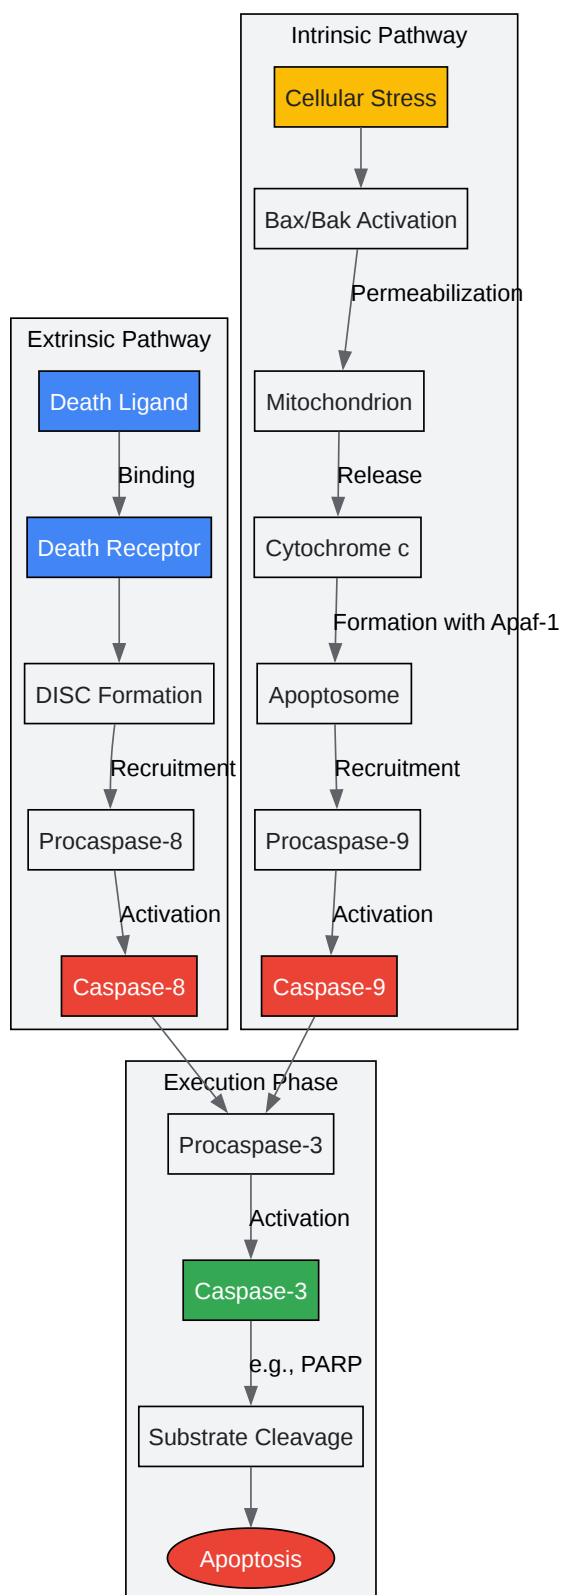 Intrinsic Pathway
Cellular Stress
Bax/Bak Activation
Permeabilization
Mitochondrion
Release
Cytochrome c
Formation with Apaf-1
Apoptosome
Recruitment
Procaspase-9
Activation
Caspase-9
Extrinsic Pathway
Death Ligand
Binding
Death Receptor
DISC Formation
Recruitment
Procaspase-8
Activation
Caspase-8
Execution Phase
Procaspase-3
Activation
Caspase-3
e.g., PARP
Substrate Cleavage
Apoptosis